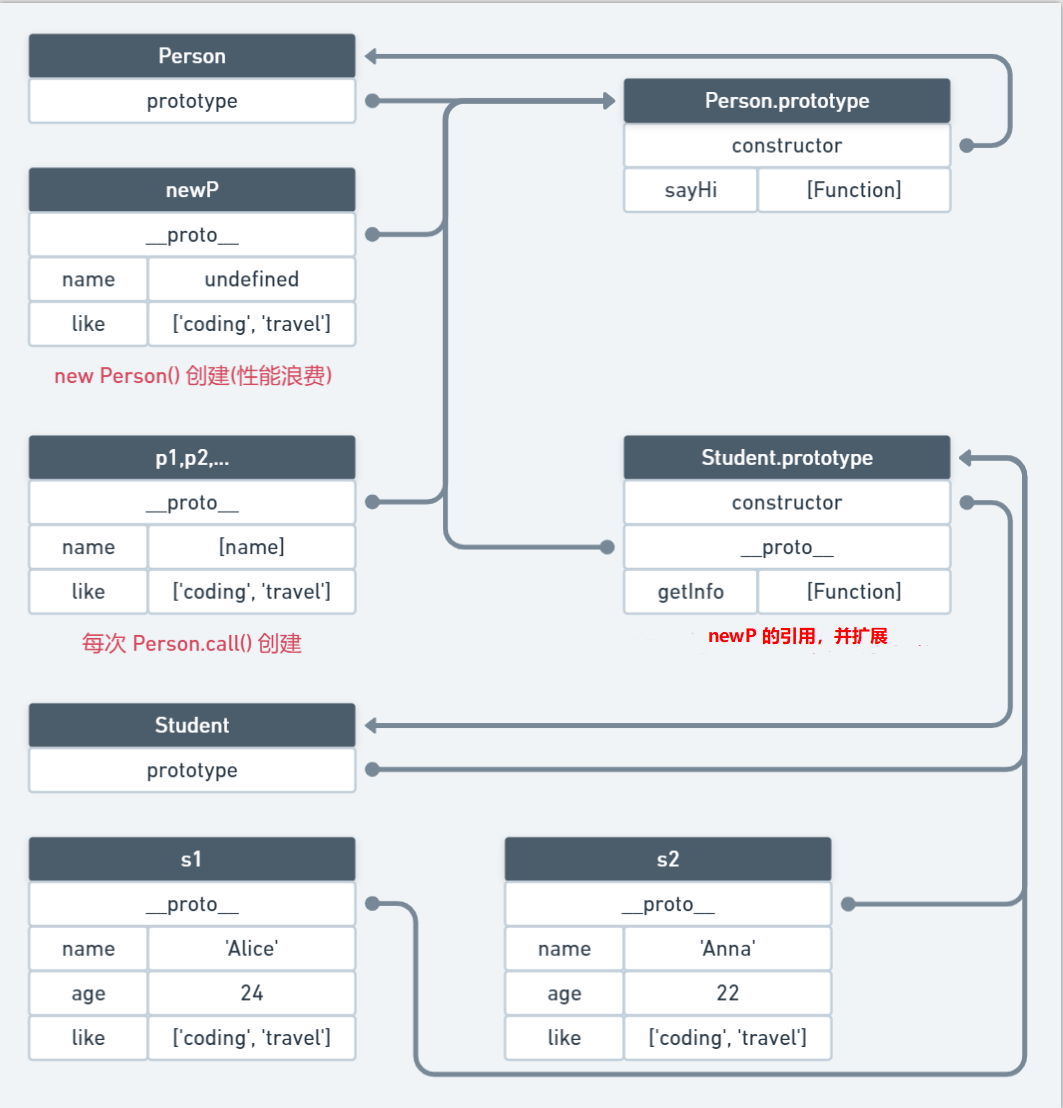 Person
prototype
Person.prototype
constructor
sayHi [Function]
newP
__proto__
name undefined
like ['coding', 'travel']
new Person() 创建(性能浪费)
p1,p2,...
__proto__
name [name]
like ['coding', 'travel']
每次 Person.call() 创建
Student.prototype
constructor
__proto__
getInfo [Function]
newP 的引用，并扩展
Student
prototype
s1
__proto__
name 'Alice'
age 24
like ['coding', 'travel']
s2
__proto__
name 'Anna'
age 22
like ['coding', 'travel']